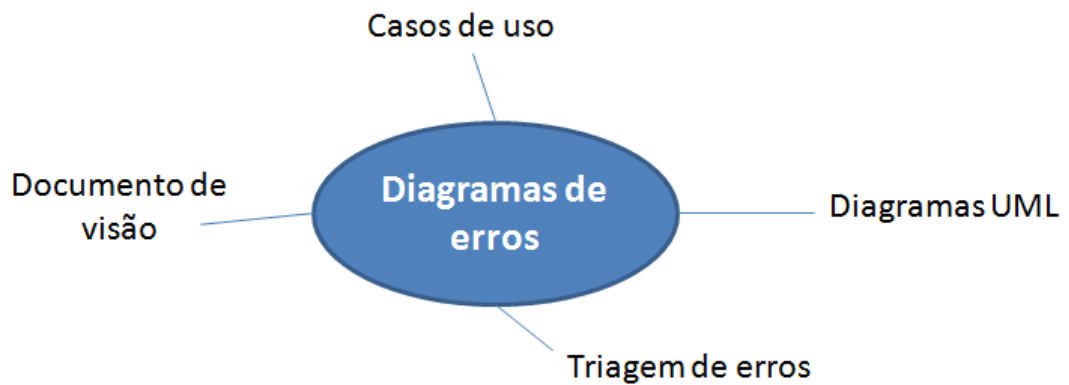 Casos de uso
Documento de
visão
Diagramas de
erros
Diagramas UML
Triagem de erros